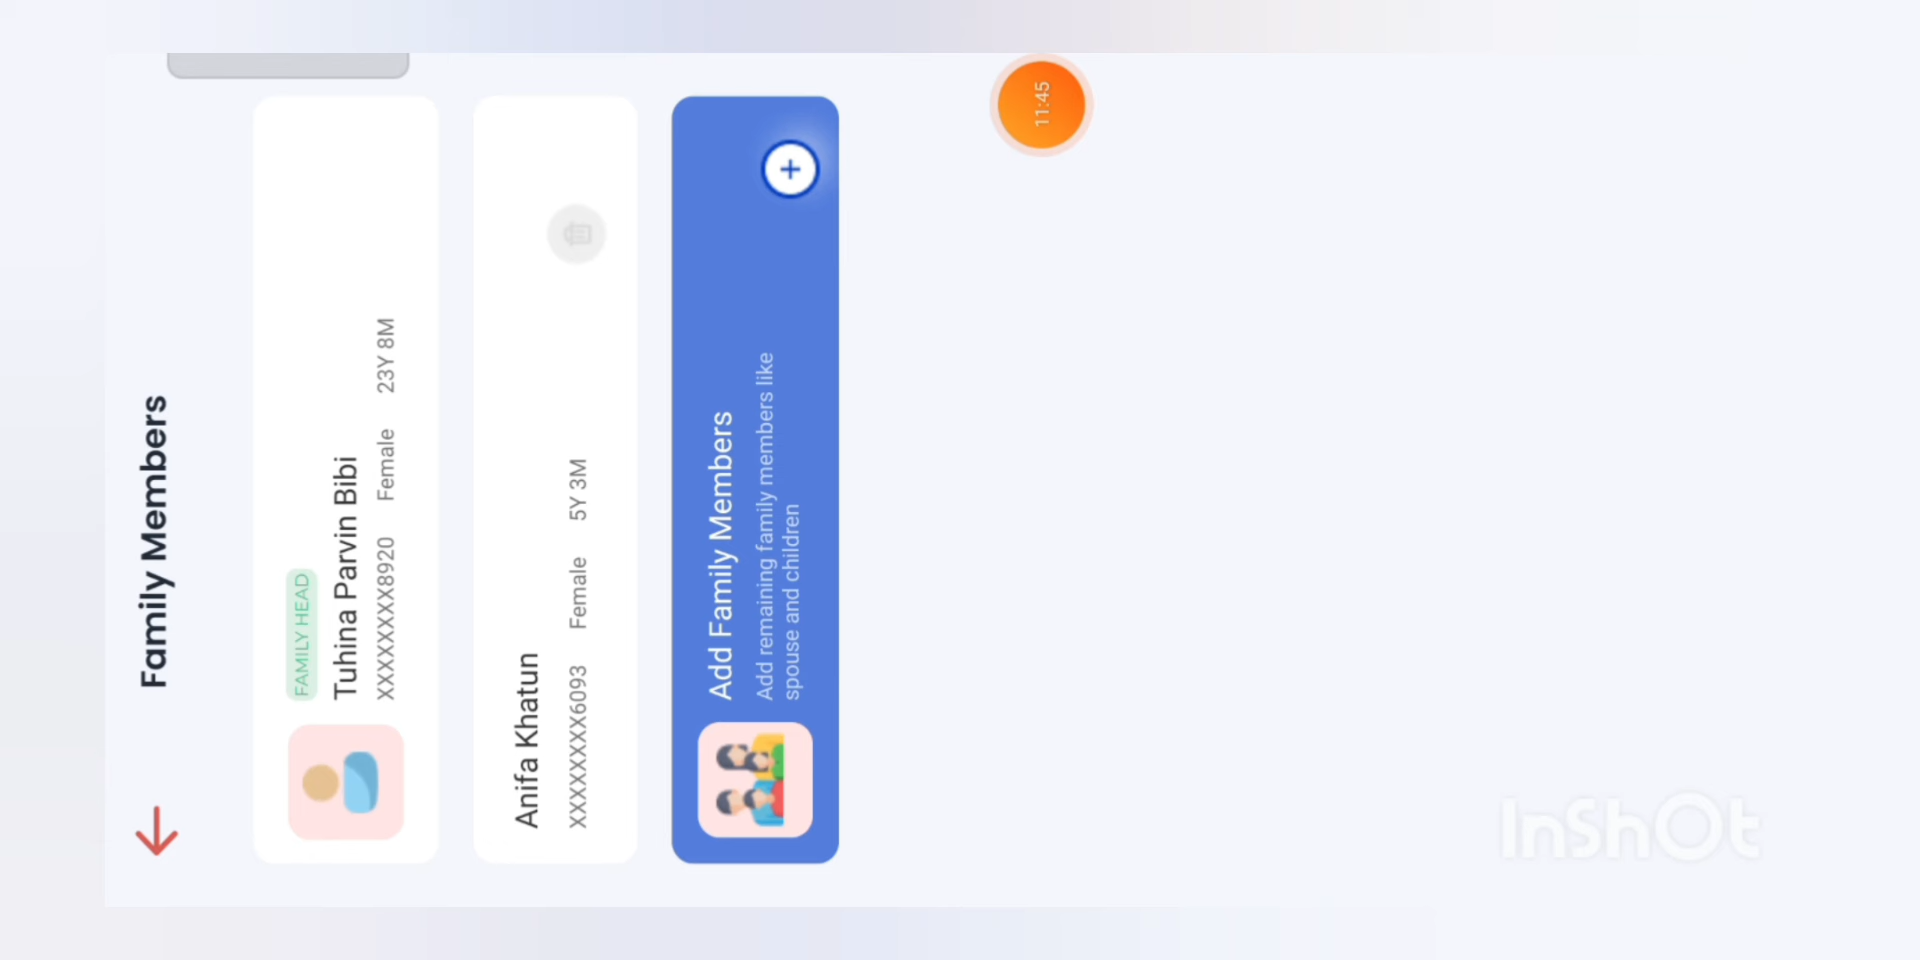 Family Members
FAMILY HEAD
Tuhina Parvin Bibi
XXXXXXXX8920 Female 23Y 8M
Anifa Khatun
XXXXXXXX6093 Female 5Y 3M
Add Family Members
Add remaining family members like
spouse and children
11:45
InShOt